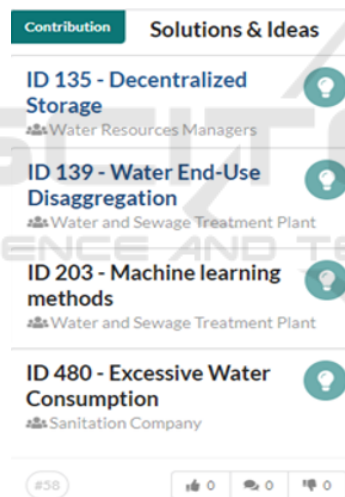 Contribution Solutions & Ideas
ID 135 - Decentralized
Storage
Water Resources Managers
ID 139 - Water End-Use
Disaggregation
Water and Sewage Treatment Plant
ID 203 - Machine learning
methods
Water and Sewage Treatment Plant
ID 480 - Excessive Water
Consumption
Sanitation Company
#58 0 0 0